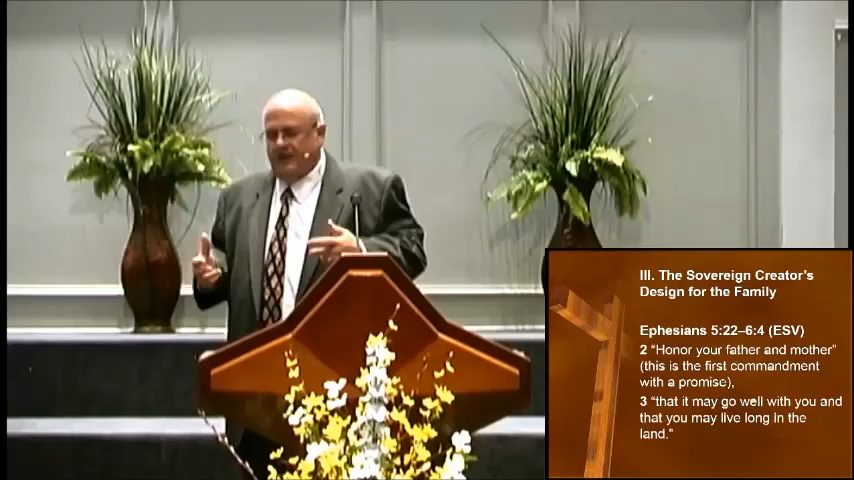 III. The Sovereign Creator's
Design for the Family
Ephesians 5:22–6:4 (ESV)
2 “Honor your father and mother”
(this is the first commandment
with a promise),
3 “that it may go well with you and
that you may live long in the
land.”